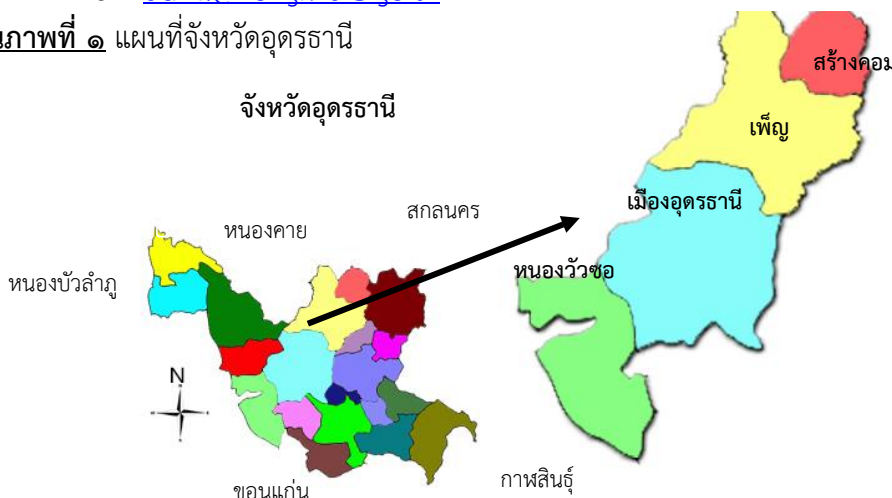 ภาพที่ ๑ แผนที่จังหวัดอุดรธานี
จังหวัดอุดรธานี
สร้างคอม
เพ็ญ
เมืองอุดรธานี
หนองวัวซอ
สกลนคร
หนองคาย
หนองบัวลำภู
N
ขอนแก่น
กาฬสินธุ์